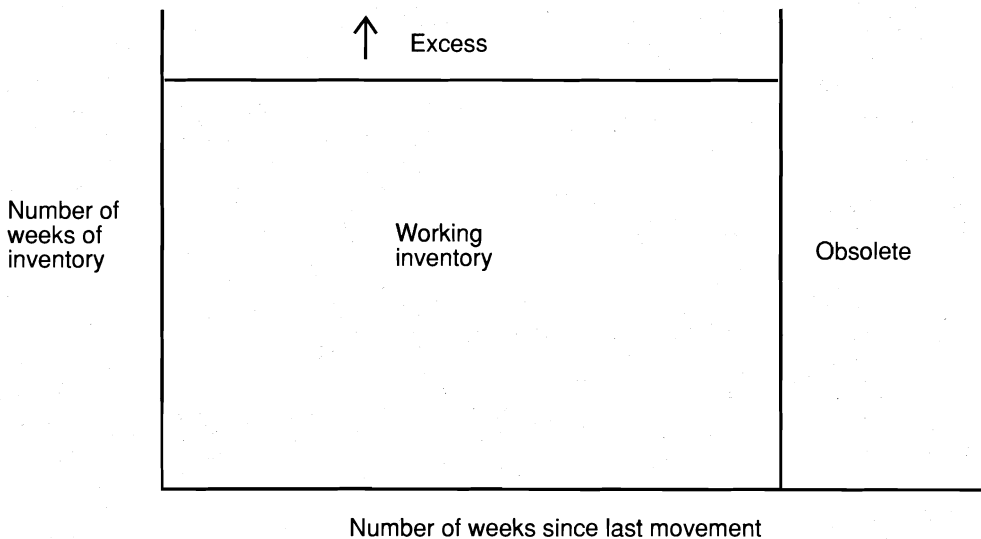 Excess
Number of
weeks of
inventory
Working
inventory
Obsolete
Number of weeks since last movement